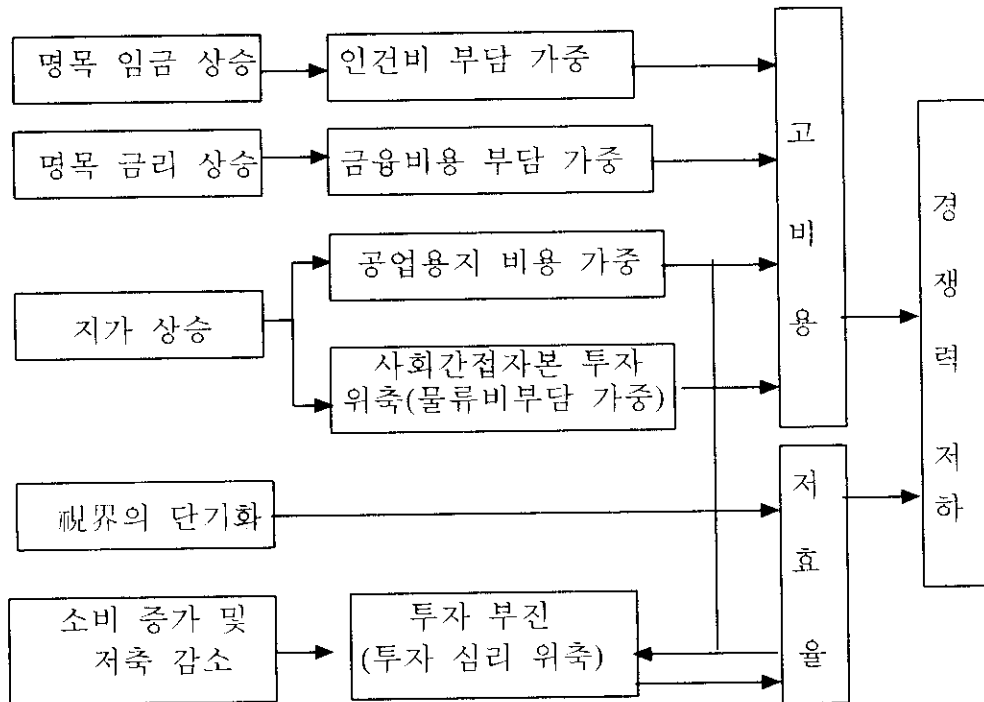 명목 임금 상승
인건비 부담 가중
명목 금리 상승
금융비용 부담 가중
지가 상승
공업용지 비용 가중
사회간접자본 투자
위축(물류비부담 가중)
視界의 단기화
소비 증가 및
저축 감소
투자 부진
(투자 심리 위축)
고비용
저효율
경쟁력 저하